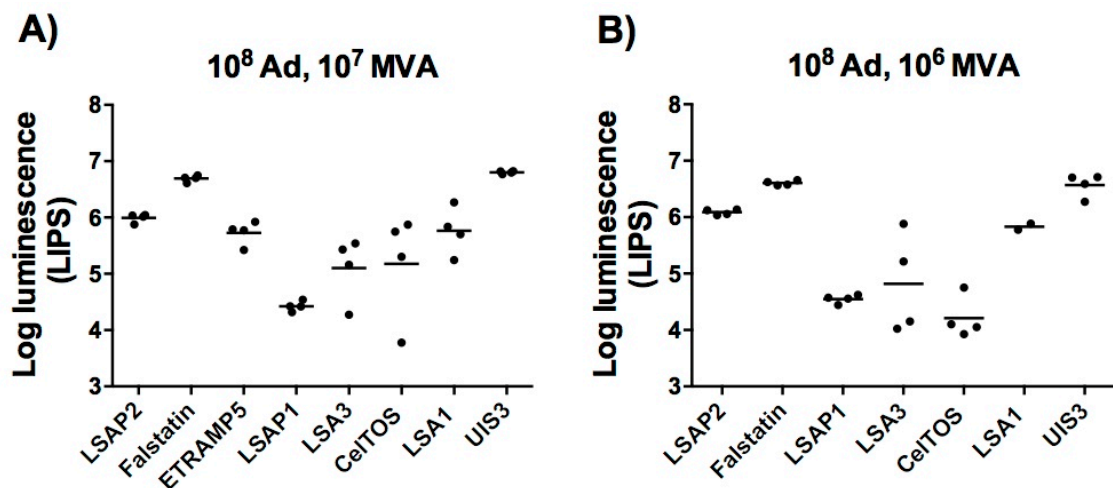 A)
10⁸ Ad, 10⁷ MVA
Log luminescence
(LIPS)
8
7
6
5
4
3
LSAP2
Falstatin
ETRAMP5
LSAP1
LSA3
CelTOS
LSA1
UIS3
B)
10⁸ Ad, 10⁶ MVA
Log luminescence
(LIPS)
8
7
6
5
4
3
LSAP2
Falstatin
LSAP1
LSA3
CelTOS
LSA1
UIS3